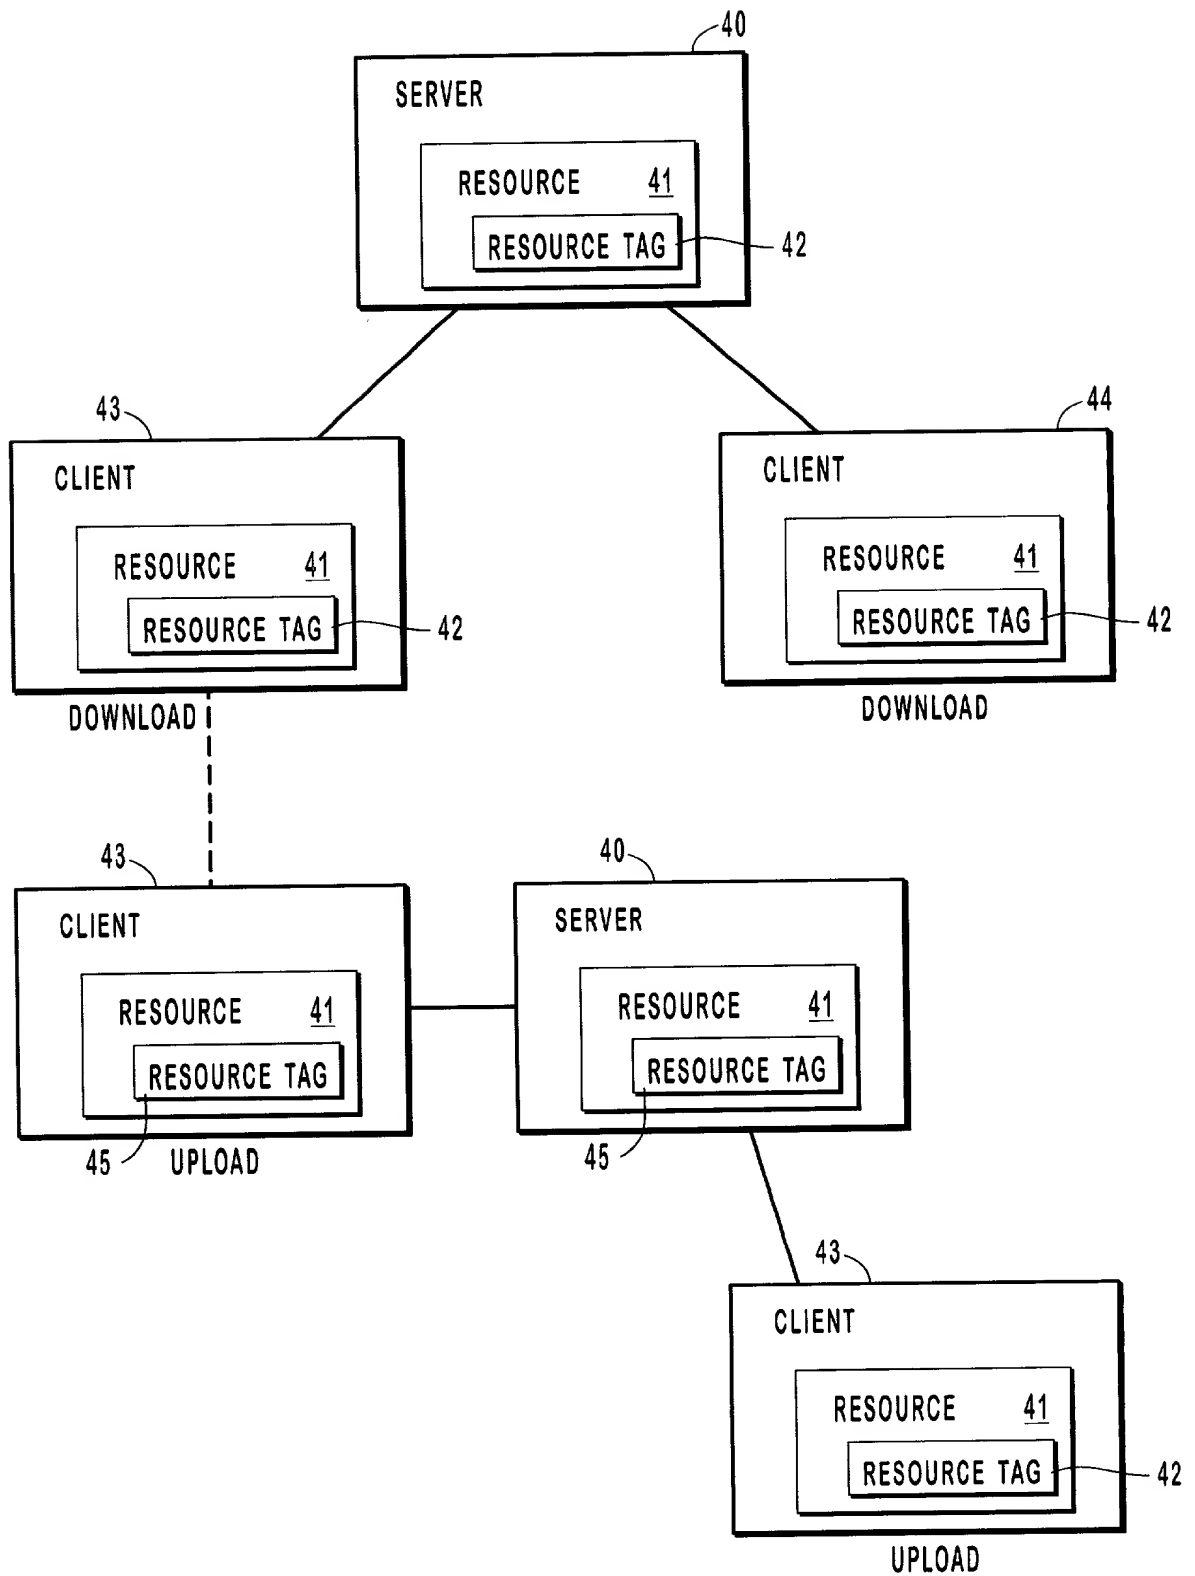 40
SERVER
RESOURCE 41
RESOURCE TAG 42
43
CLIENT
RESOURCE 41
RESOURCE TAG 42
DOWNLOAD
44
CLIENT
RESOURCE 41
RESOURCE TAG 42
DOWNLOAD
43
CLIENT
RESOURCE 41
RESOURCE TAG
45 UPLOAD
40
SERVER
RESOURCE 41
RESOURCE TAG
45
43
CLIENT
RESOURCE 41
RESOURCE TAG 42
UPLOAD